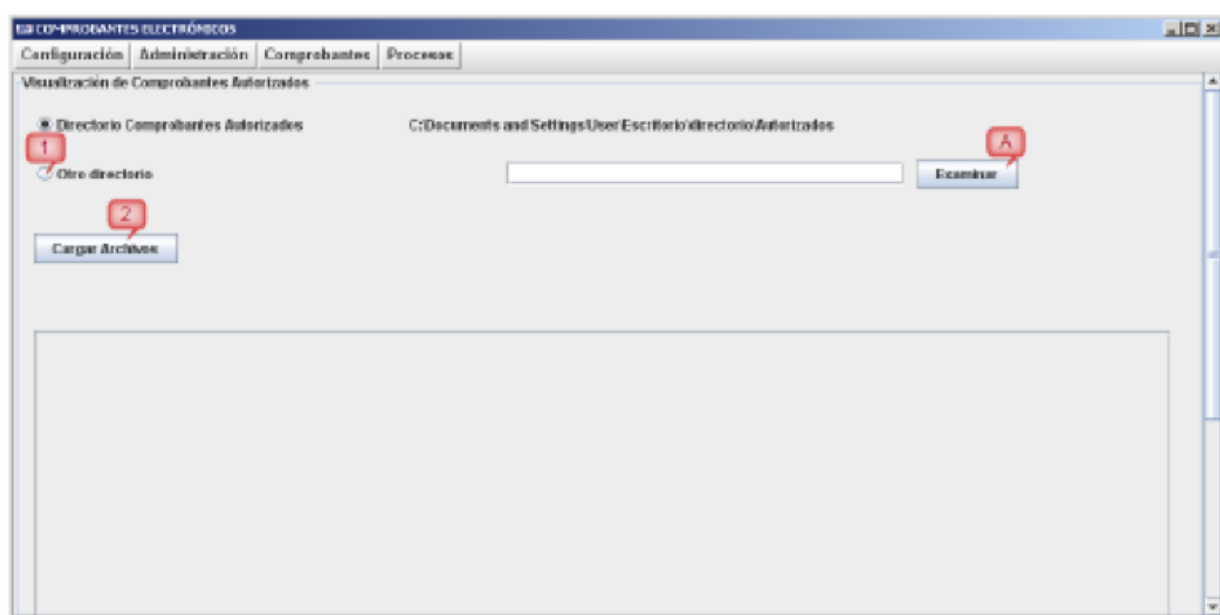 COMPROBANTES ELECTRÓNICOS
Configuración Administración Comprobantes Procesos
Visualización de Comprobantes Autorizados
Directorio Comprobantes Autorizados C:\Documents and Settings\User\Escritorio\directorio\Autorizados
1 A
Otro directorio Examinar
2
Cargar Archivos